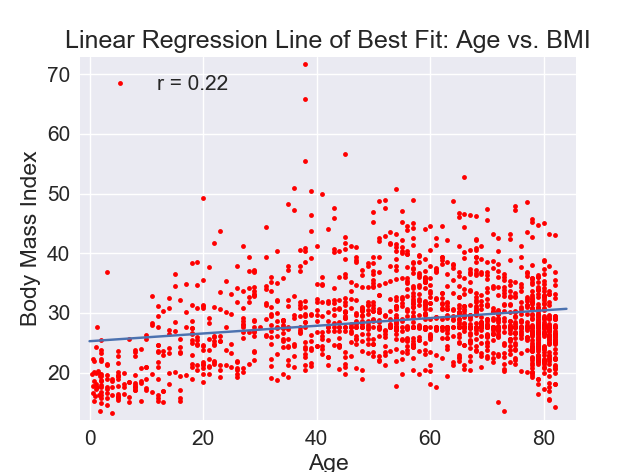 Linear Regression Line of Best Fit: Age vs. BMI
r = 0.22
Body Mass Index
70
60
50
40
30
20
0 20 40 60 80
Age